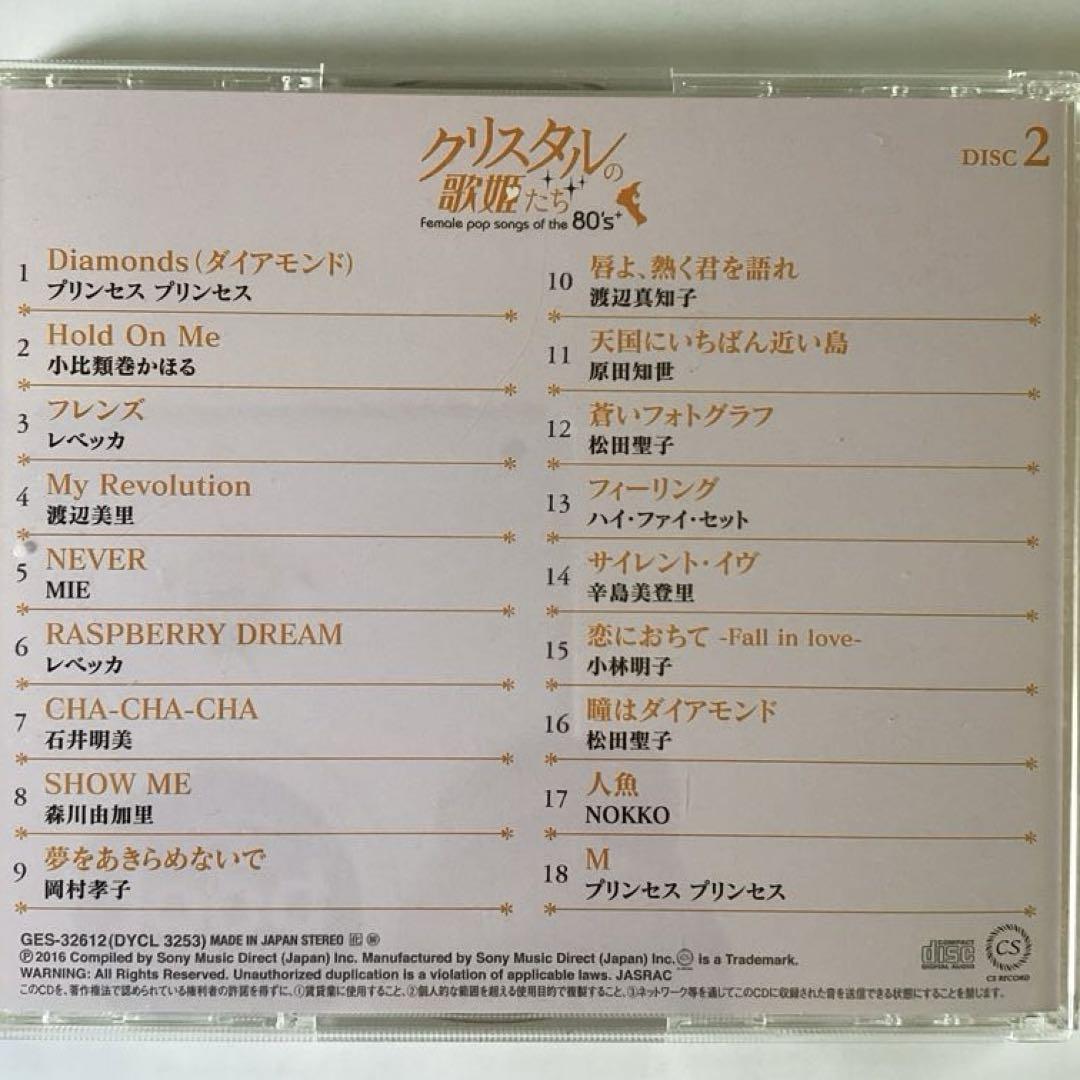 クリスタルの
歌姫たち
Female pop songs of the 80's+
DISC 2
1 Diamonds(ダイアモンド)
プリンセス プリンセス
2 Hold On Me
小比類巻かほる
3 フレンズ
レベッカ
4 My Revolution
渡辺美里
5 NEVER
MIE
6 RASPBERRY DREAM
レベッカ
7 CHA-CHA-CHA
石井明美
8 SHOW ME
森川由加里
9 夢をあきらめないで
岡村孝子
10 唇よ、熱く君を語れ
渡辺真知子
11 天国にいちばん近い島
原田知世
12 蒼いフォトグラフ
松田聖子
13 フィーリング
ハイ・ファイ・セット
14 サイレント・イヴ
辛島美登里
15 恋におちて -Fall in love-
小林明子
16 瞳はダイアモンド
松田聖子
17 人魚
NOKKO
18 M
プリンセス プリンセス
GES-32612(DYCL 3253) MADE IN JAPAN STEREO
Ⓟ2016 Compiled by Sony Music Direct (Japan) Inc. Manufactured by Sony Music Direct (Japan) Inc. is a Trademark.
WARNING: All Rights Reserved. Unauthorized duplication is a violation of applicable laws. JASRAC
このCDを、著作権法で認められている権利者の許諾を得ずに、①賃貸業に使用すること、②個人的な範囲を超える使用目的で複製すること、③ネットワーク等を通じてこのCDに収録された音を送信できる状態にすることを禁じます。
COMPACT
disc
DIGITAL AUDIO
CS
CS RECORD